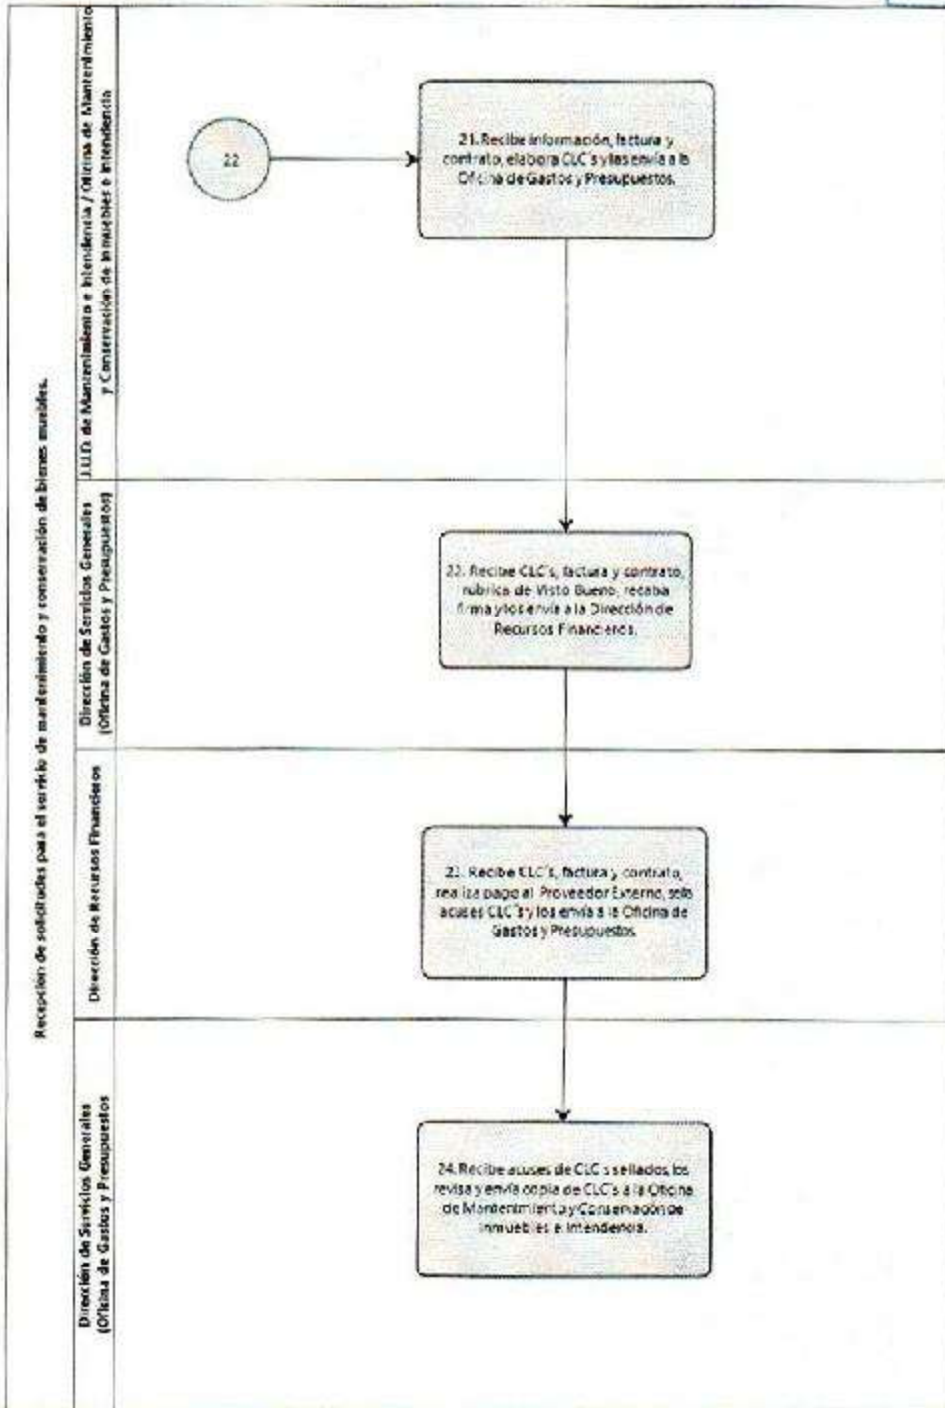 Recepción de solicitudes para el servicio de mantenimiento y conservación de bienes muebles.
J.U.D. de Mantenimiento e Intendencia / Oficina de Mantenimiento
y Conservación de Inmuebles e Intendencia
22
21. Recibe información, factura y
contrato, elabora CLC´s y las envía a la
Oficina de Gastos y Presupuestos.
Dirección de Servicios Generales
(Oficina de Gastos y Presupuestos)
22. Recibe CLC´s, factura y contrato,
rubrica de Visto Bueno, recaba
firma y los envía a la Dirección de
Recursos Financieros.
Dirección de Recursos Financieros
23. Recibe CLC´s, factura y contrato,
realiza pago al Proveedor Externo, sella
acuses CLC´s y los envía a la Oficina de
Gastos y Presupuestos.
Dirección de Servicios Generales
(Oficina de Gastos y Presupuestos
24. Recibe acuses de CLC´s sellados, los
revisa y envía copia de CLC´s a la Oficina
de Mantenimiento y Conservación de
Inmuebles e Intendencia.